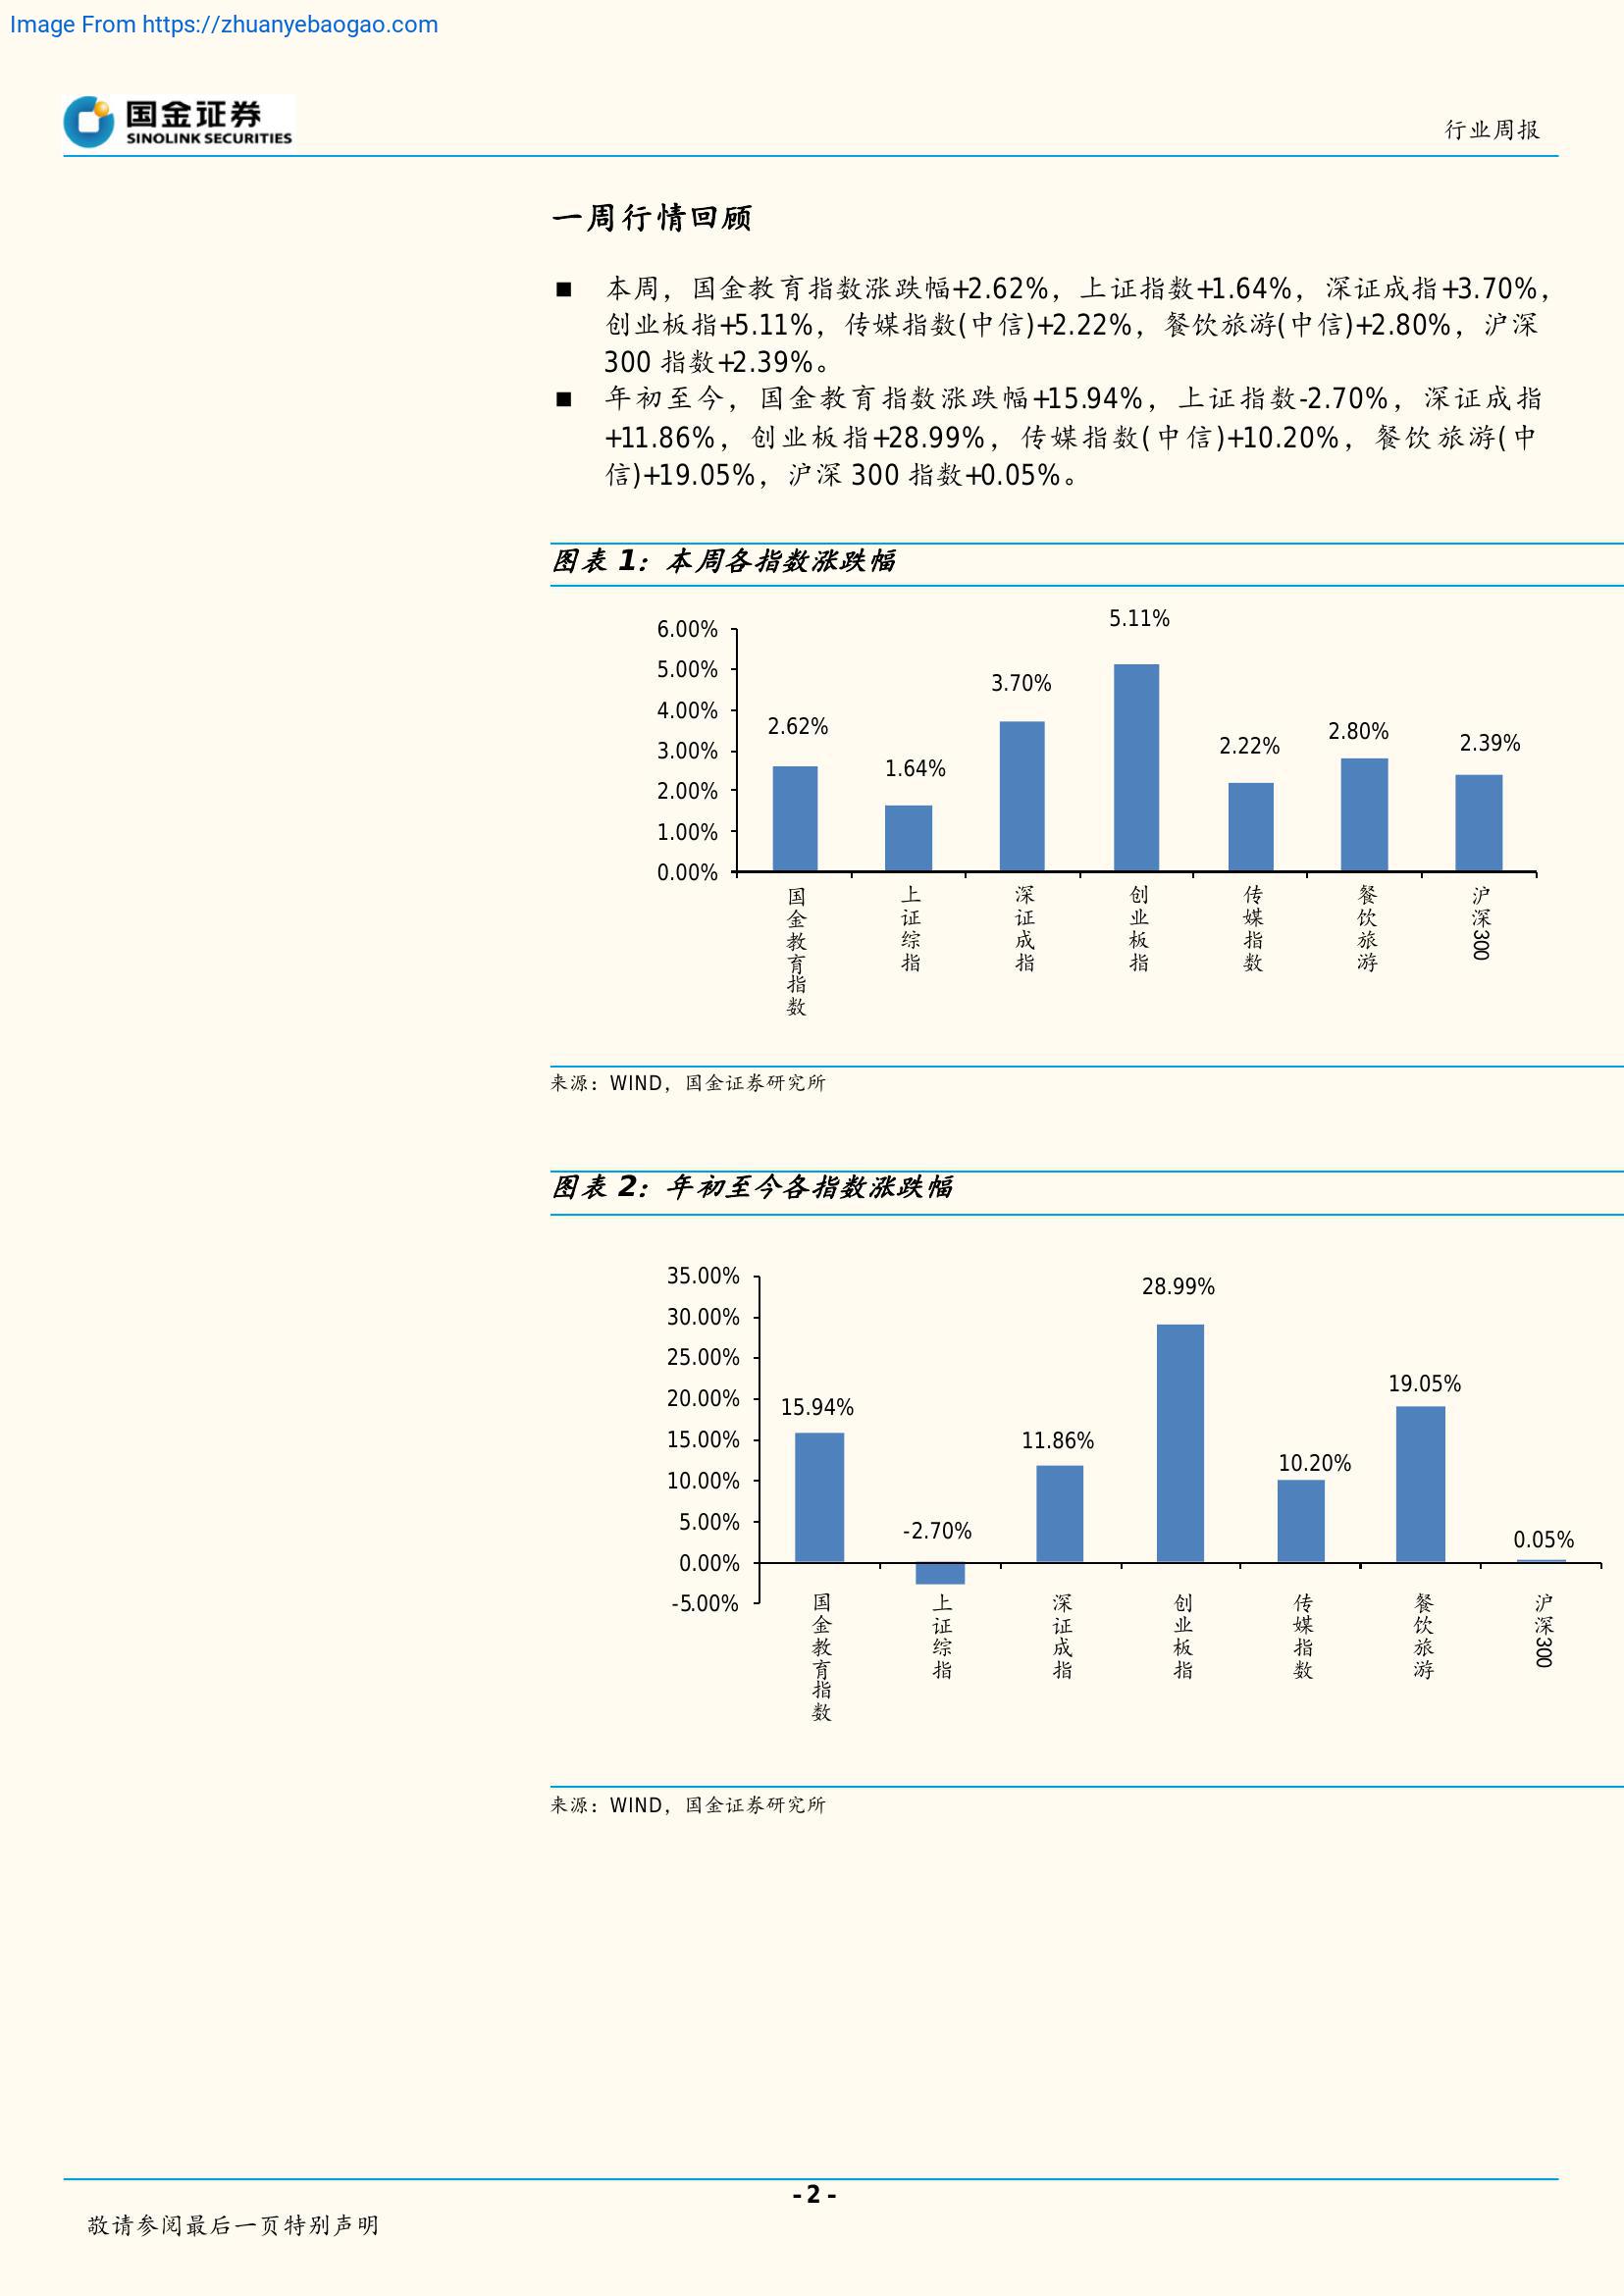 Image From https://zhuanyebaogao.com
国金证券
SINOLINK SECURITIES
行业周报
一周行情回顾
■ 本周，国金教育指数涨跌幅+2.62%，上证指数+1.64%，深证成指+3.70%，
创业板指+5.11%，传媒指数(中信)+2.22%，餐饮旅游(中信)+2.80%，沪深
300 指数+2.39%。
■ 年初至今，国金教育指数涨跌幅+15.94%，上证指数-2.70%，深证成指
+11.86%，创业板指+28.99%，传媒指数(中信)+10.20%，餐饮旅游(中
信)+19.05%，沪深 300 指数+0.05%。
图表 1：本周各指数涨跌幅
6.00%
5.00%
4.00%
3.00%
2.00%
1.00%
0.00%
2.62%
1.64%
3.70%
5.11%
2.22%
2.80%
2.39%
国金教育指数
上证综指
深证成指
创业板指
传媒指数
餐饮旅游
沪深300
来源：WIND，国金证券研究所
图表 2：年初至今各指数涨跌幅
35.00%
30.00%
25.00%
20.00%
15.00%
10.00%
5.00%
0.00%
-5.00%
15.94%
-2.70%
11.86%
28.99%
10.20%
19.05%
0.05%
国金教育指数
上证综指
深证成指
创业板指
传媒指数
餐饮旅游
沪深300
来源：WIND，国金证券研究所
- 2 -
敬请参阅最后一页特别声明